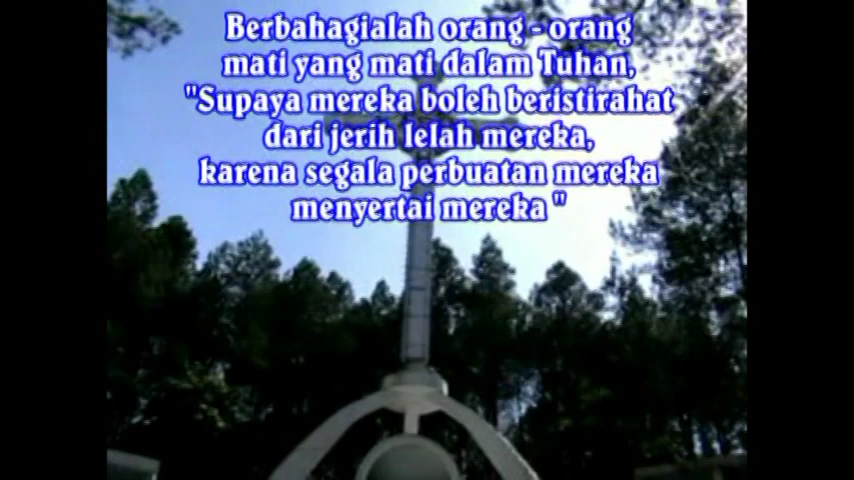 Berbahagialah orang - orang
mati yang mati dalam Tuhan,
"Supaya mereka boleh beristirahat
dari jerih lelah mereka,
karena segala perbuatan mereka
menyertai mereka "